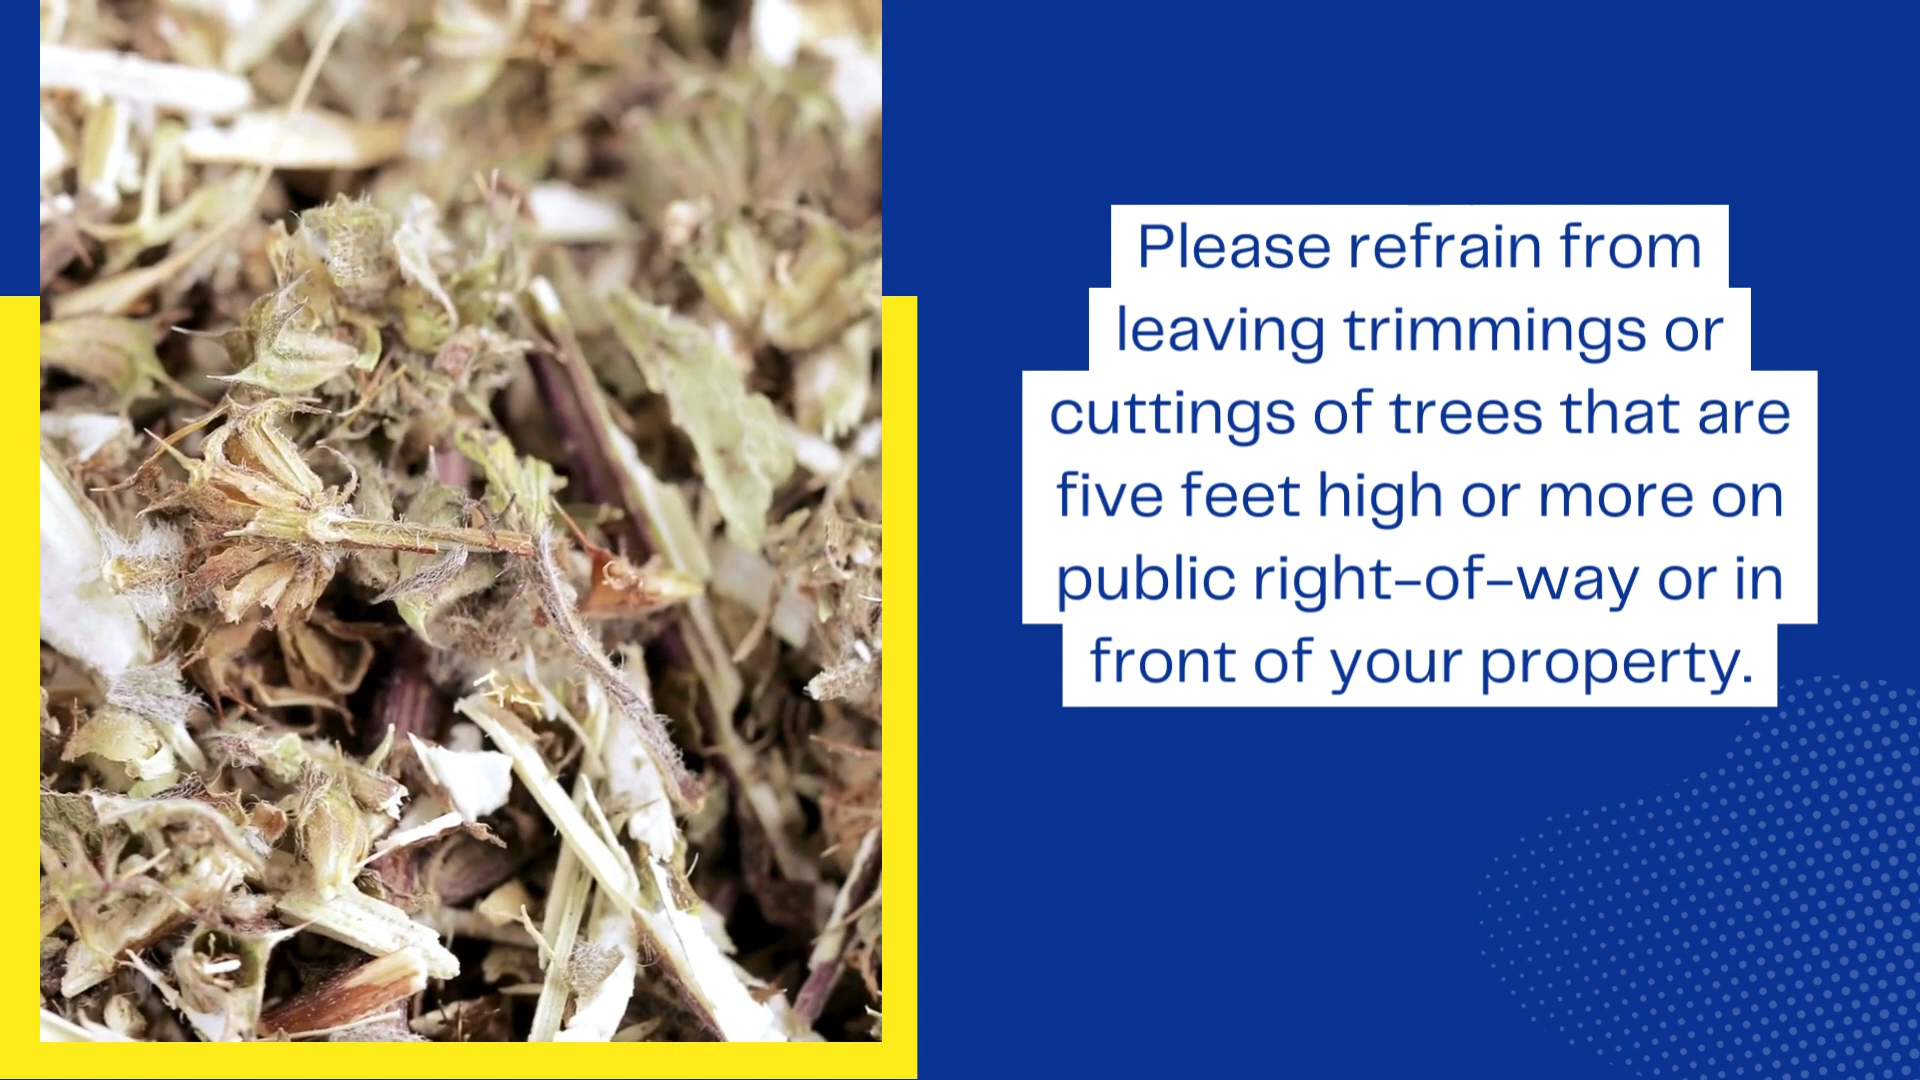 Please refrain from
leaving trimmings or
cuttings of trees that are
five feet high or more on
public right-of-way or in
front of your property.